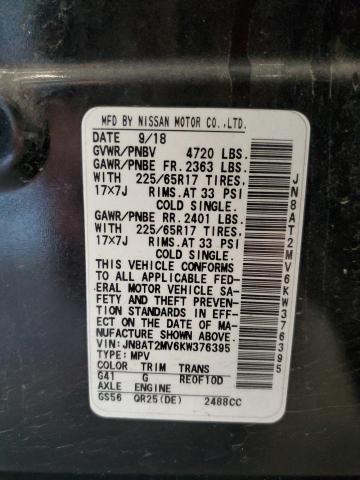 MFD BY NISSAN MOTOR CO.,LTD.
DATE 9/18
GVWR/PNBV 4720 LBS.
GAWR/PNBE FR. 2363 LBS.
WITH 225/65R17 TIRES,
17X7J RIMS.AT 33 PSI
COLD SINGLE.
GAWR/PNBE RR. 2401 LBS.
WITH 225/65R17 TIRES,
17X7J RIMS.AT 33 PSI
COLD SINGLE.
THIS VEHICLE CONFORMS
TO ALL APPLICABLE FED-
ERAL MOTOR VEHICLE SA-
FETY AND THEFT PREVEN-
TION STANDARDS IN EFF-
ECT ON THE DATE OF MA-
NUFACTURE SHOWN ABOVE.
VIN: JN8AT2MV6KW376395
TYPE: MPV
COLOR TRIM TRANS
G41 G RE0F10D
AXLE ENGINE
GS56 QR25(DE) 2488CC
JN8AT2MV6KW376395